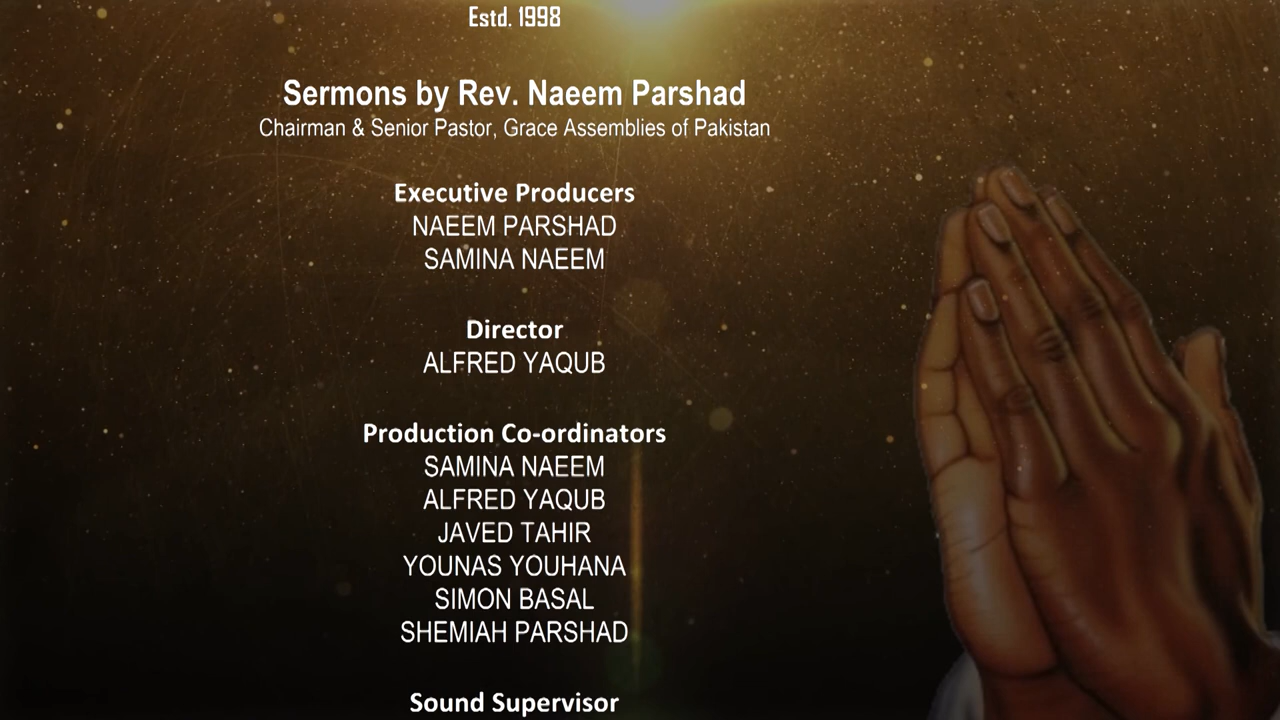 Estd. 1998
Sermons by Rev. Naeem Parshad
Chairman & Senior Pastor, Grace Assemblies of Pakistan
Executive Producers
NAEEM PARSHAD
SAMINA NAEEM
Director
ALFRED YAQUB
Production Co-ordinators
SAMINA NAEEM
ALFRED YAQUB
JAVED TAHIR
YOUNAS YOUHANA
SIMON BASAL
SHEMIAH PARSHAD
Sound Supervisor